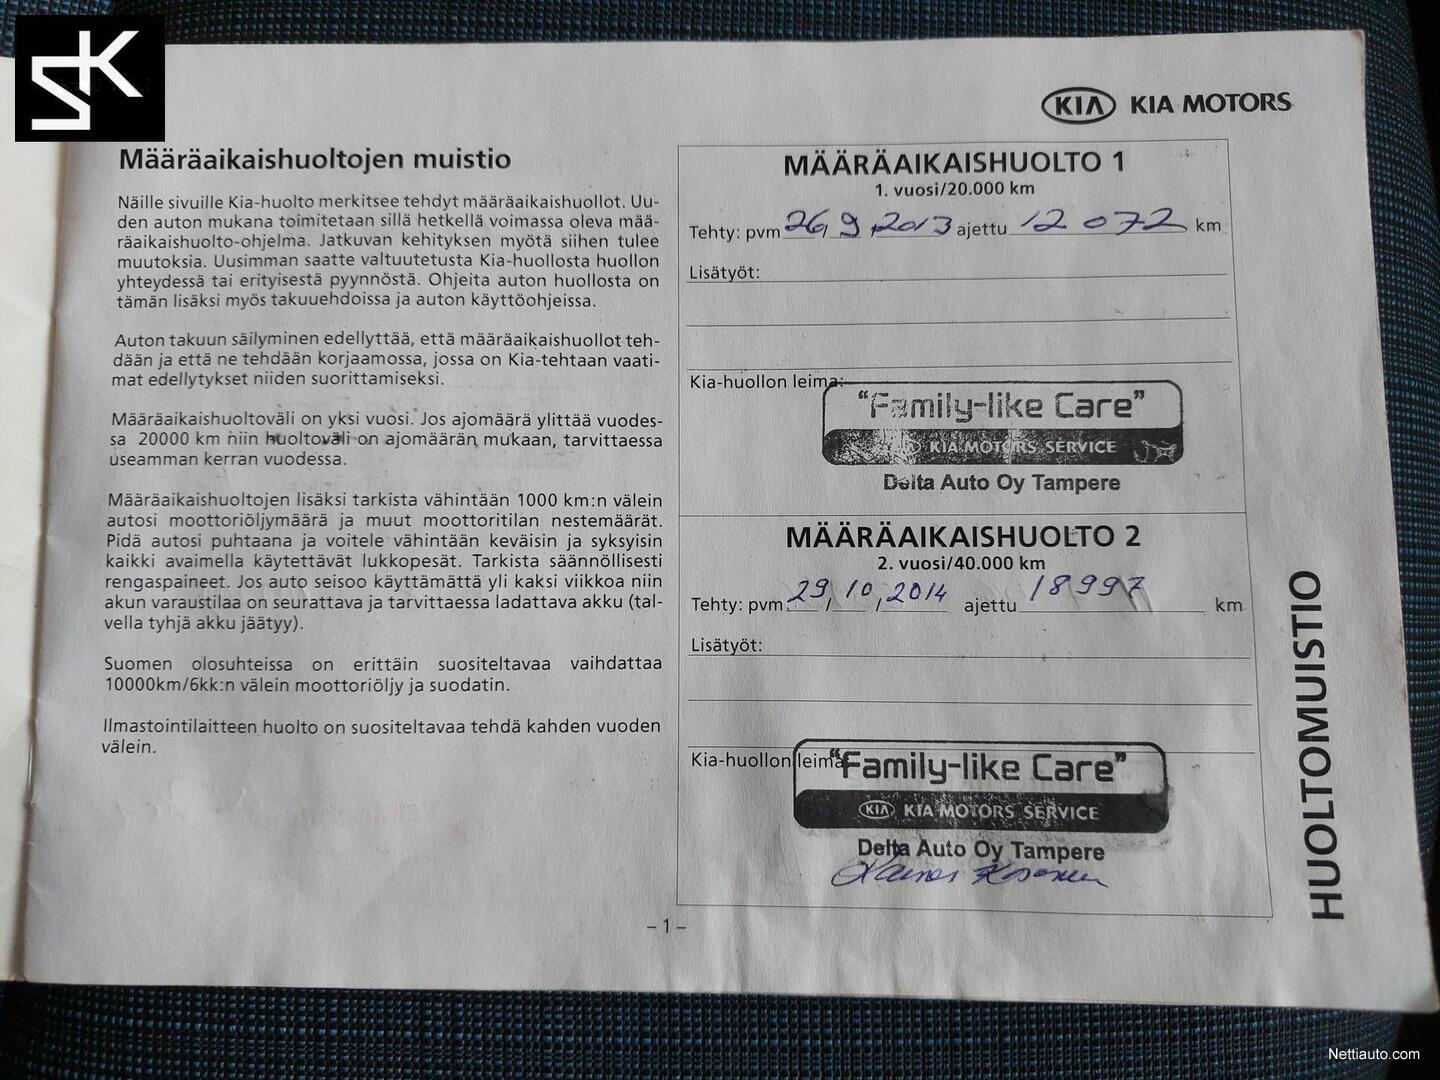 SK
KIA KIA MOTORS
Määräaikaishuoltojen muistio
Näille sivuille Kia-huolto merkitsee tehdyt määräaikaishuollot. Uu-
den auton mukana toimitetaan sillä hetkellä voimassa oleva mää-
räaikaishuolto-ohjelma. Jatkuvan kehityksen myötä siihen tulee
muutoksia. Uusimman saatte valtuutetusta Kia-huollosta huollon
yhteydessä tai erityisestä pyynnöstä. Ohjeita auton huollosta on
tämän lisäksi myös takuuehdoissa ja auton käyttöohjeissa.
Auton takuun säilyminen edellyttää, että määräaikaishuollot teh-
dään ja että ne tehdään korjaamossa, jossa on Kia-tehtaan vaati-
mat edellytykset niiden suorittamiseksi.
Määräaikaishuoltoväli on yksi vuosi. Jos ajomäärä ylittää vuodes-
sa 20000 km niin huoltoväli on ajomäärän mukaan, tarvittaessa
useamman kerran vuodessa.
Määräaikaishuoltojen lisäksi tarkista vähintään 1000 km:n välein
autosi moottoriöljymäärä ja muut moottoritilan nestemäärät.
Pidä autosi puhtaana ja voitele vähintään keväisin ja syksyisin
kaikki avaimella käytettävät lukkopesät. Tarkista säännöllisesti
rengaspaineet. Jos auto seisoo käyttämättä yli kaksi viikkoa niin
akun varaustilaa on seurattava ja tarvittaessa ladattava akku (tal-
vella tyhjä akku jäätyy).
Suomen olosuhteissa on erittäin suositeltavaa vaihdattaa
10000km/6kk:n välein moottoriöljy ja suodatin.
Ilmastointilaitteen huolto on suositeltavaa tehdä kahden vuoden
välein.
MÄÄRÄAIKAISHUOLTO 1
1. vuosi/20.000 km
Tehty: pvm 26, 9 ,2013 ajettu 12 072 km
Lisätyöt:
Kia-huollon leima:
"Family-like Care"
KIA MOTORS SERVICE
Delta Auto Oy Tampere
MÄÄRÄAIKAISHUOLTO 2
2. vuosi/40.000 km
Tehty: pvm. 29/ 10 /2014 ajettu 18997 km
Lisätyöt:
Kia-huollon leima
"Family-like Care"
KIA KIA MOTORS SERVICE
Delta Auto Oy Tampere
HUOLTOMUISTIO
– 1 –
Nettiauto.com